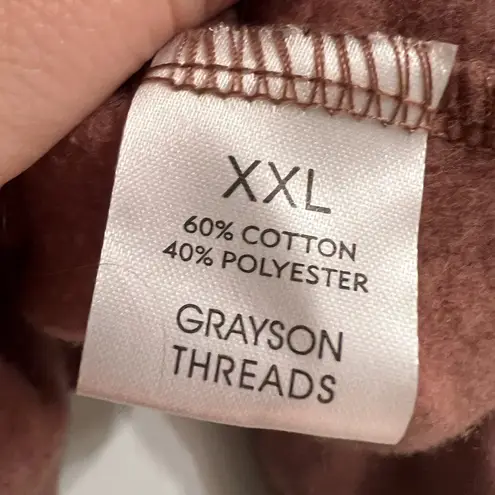 XXL
60% COTTON
40% POLYESTER
GRAYSON
THREADS